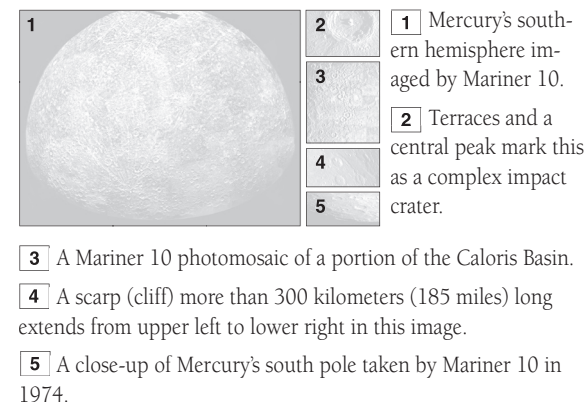 1
2
3
4
5
1 Mercury's south-
ern hemisphere im-
aged by Mariner 10.
2 Terraces and a
central peak mark this
as a complex impact
crater.
3 A Mariner 10 photomosaic of a portion of the Caloris Basin.
4 A scarp (cliff) more than 300 kilometers (185 miles) long
extends from upper left to lower right in this image.
5 A close-up of Mercury's south pole taken by Mariner 10 in
1974.